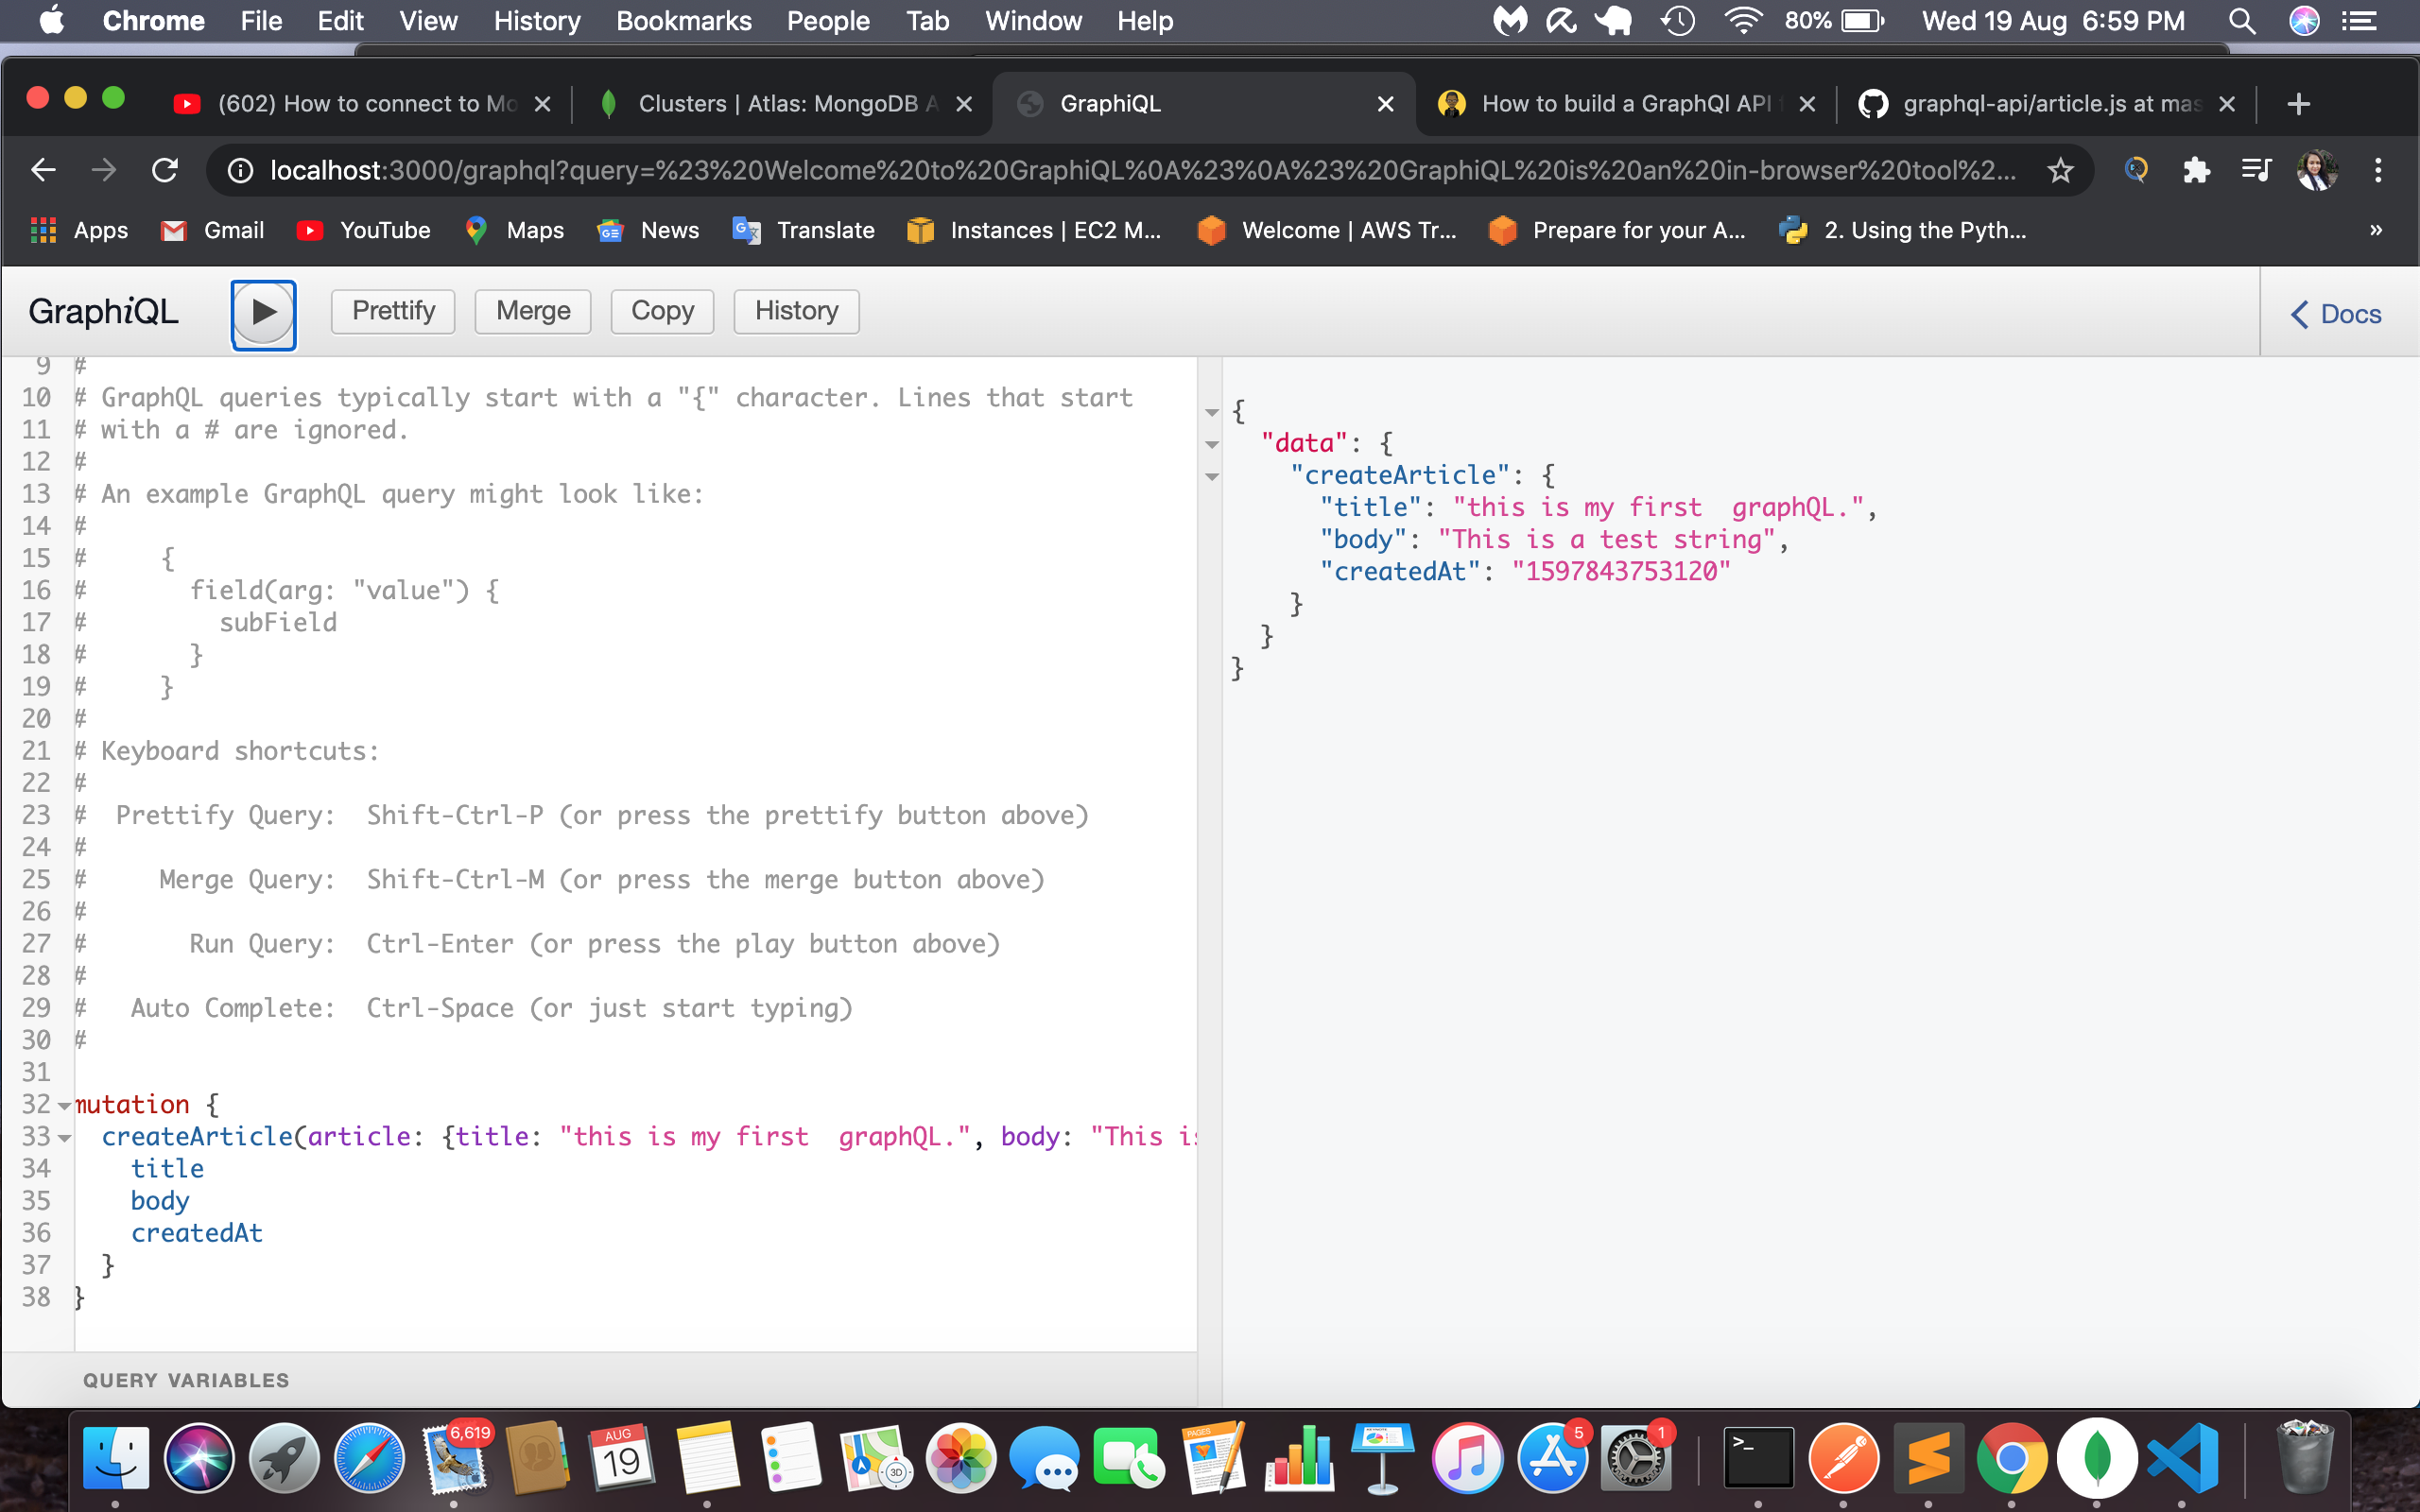 Chrome File Edit View History Bookmarks People Tab Window Help 80% Wed 19 Aug 6:59 PM
(602) How to connect to Mo Clusters | Atlas: MongoDB A GraphiQL How to build a GraphQl API graphql-api/article.js at mas
localhost:3000/graphql?query=%23%20Welcome%20to%20GraphiQL%0A%23%0A%23%20GraphiQL%20is%20an%20in-browser%20tool%2...
Apps Gmail YouTube Maps News Translate Instances | EC2 M... Welcome | AWS Tr... Prepare for your A... 2. Using the Pyth... »
GraphiQL Prettify Merge Copy History Docs
9 #
10 # GraphQL queries typically start with a "{" character. Lines that start
11 # with a # are ignored.
12 #
13 # An example GraphQL query might look like:
14 #
15 #     {
16 #       field(arg: "value") {
17 #         subField
18 #       }
19 #     }
20 #
21 # Keyboard shortcuts:
22 #
23 #  Prettify Query:  Shift-Ctrl-P (or press the prettify button above)
24 #
25 #     Merge Query:  Shift-Ctrl-M (or press the merge button above)
26 #
27 #       Run Query:  Ctrl-Enter (or press the play button above)
28 #
29 #   Auto Complete:  Ctrl-Space (or just start typing)
30 #
31
32 mutation {
33   createArticle(article: {title: "this is my first  graphQL.", body: "This is
34     title
35     body
36     createdAt
37   }
38 }
QUERY VARIABLES
{
  "data": {
    "createArticle": {
      "title": "this is my first  graphQL.",
      "body": "This is a test string",
      "createdAt": "1597843753120"
    }
  }
}
6,619 AUG 19 3D PAGES 5 1 >_